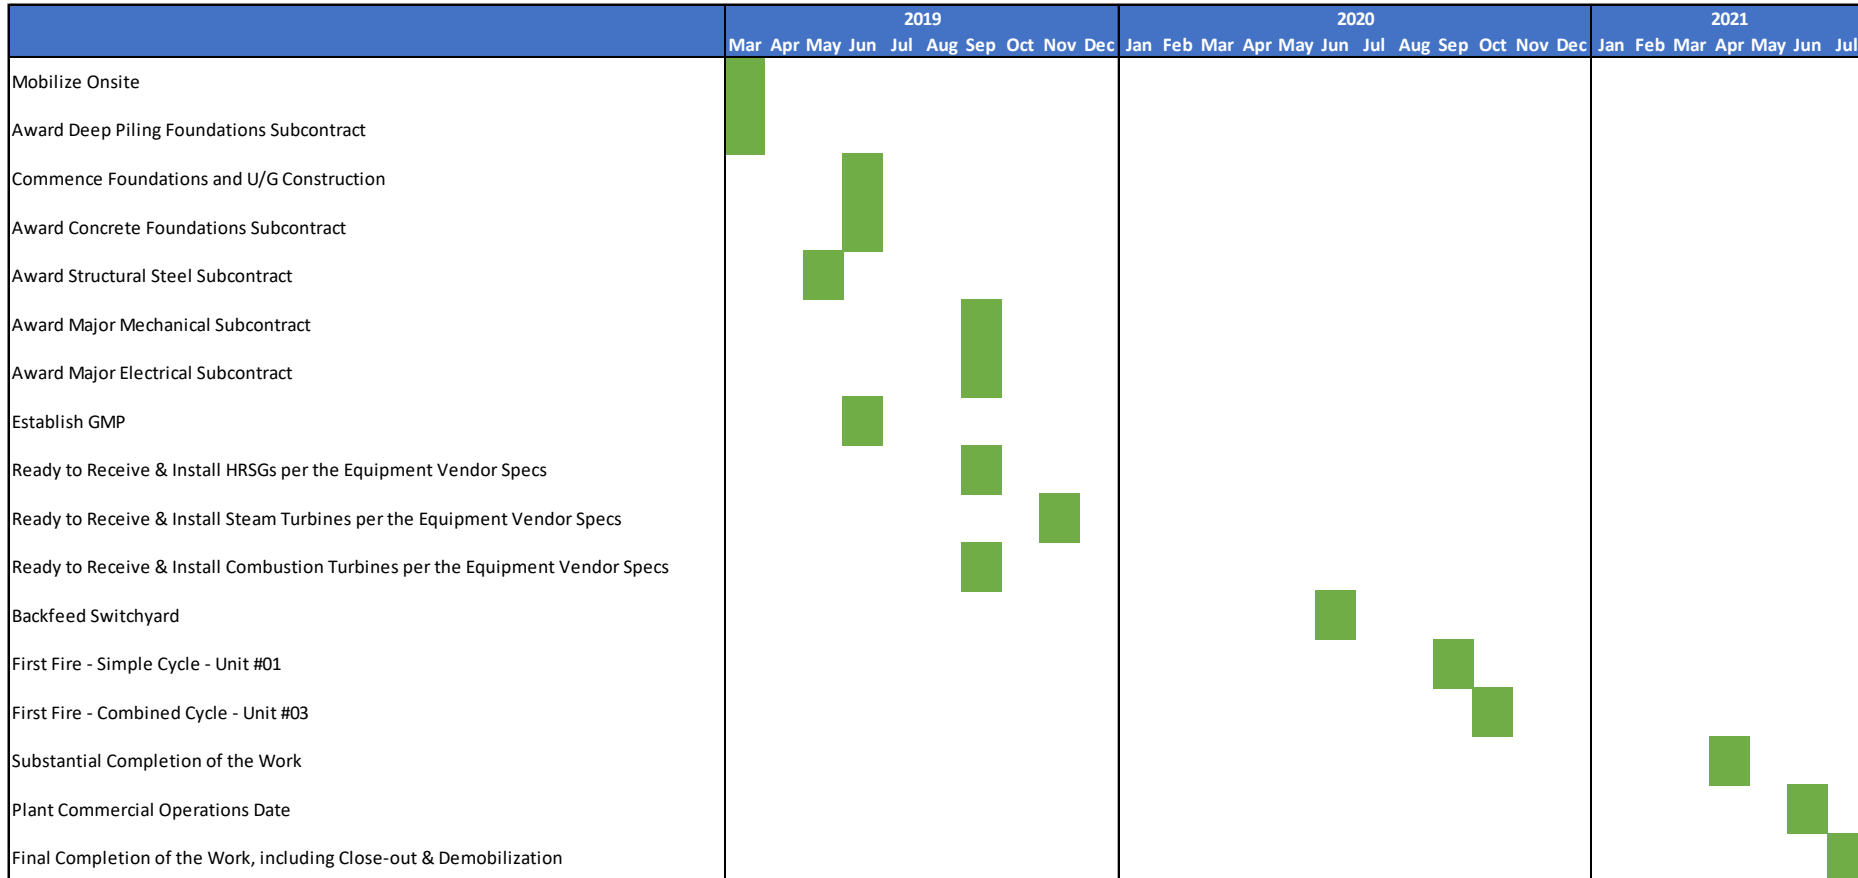 2019 2020 2021
Mar Apr May Jun Jul Aug Sep Oct Nov Dec Jan Feb Mar Apr May Jun Jul Aug Sep Oct Nov Dec Jan Feb Mar Apr May Jun Jul
Mobilize Onsite
Award Deep Piling Foundations Subcontract
Commence Foundations and U/G Construction
Award Concrete Foundations Subcontract
Award Structural Steel Subcontract
Award Major Mechanical Subcontract
Award Major Electrical Subcontract
Establish GMP
Ready to Receive & Install HRSGs per the Equipment Vendor Specs
Ready to Receive & Install Steam Turbines per the Equipment Vendor Specs
Ready to Receive & Install Combustion Turbines per the Equipment Vendor Specs
Backfeed Switchyard
First Fire - Simple Cycle - Unit #01
First Fire - Combined Cycle - Unit #03
Substantial Completion of the Work
Plant Commercial Operations Date
Final Completion of the Work, including Close-out & Demobilization